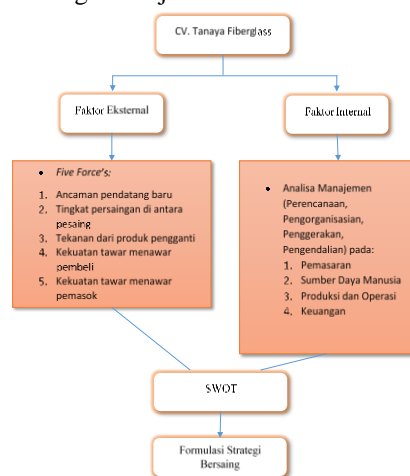 CV. Tanaya Fiberglass
Faktor Eksternal
Faktor Internal
• Five Force's;
1. Ancaman pendatang baru
2. Tingkat persaingan di antara
pesaing
3. Tekanan dari produk pengganti
4. Kekuatan tawar menawar
pembeli
5. Kekuatan tawar menawar
pemasok
• Analisa Manajemen
(Perencanaan,
Pengorganisasian,
Penggerakan,
Pengendalian) pada:
1. Pemasaran
2. Sumber Daya Manusia
3. Produksi dan Operasi
4. Keuangan
SWOT
Formulasi Strategi
Bersaing